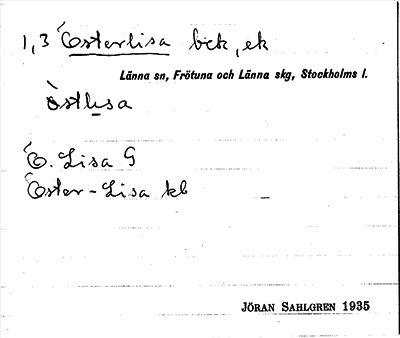 1,3 Österlisa bck, ek
Länna sn, Frötuna och Länna skg, Stockholms l.
östlisa
Ö. Lisa G
Öster-Lisa kb
JÖRAN SAHLGREN 1935